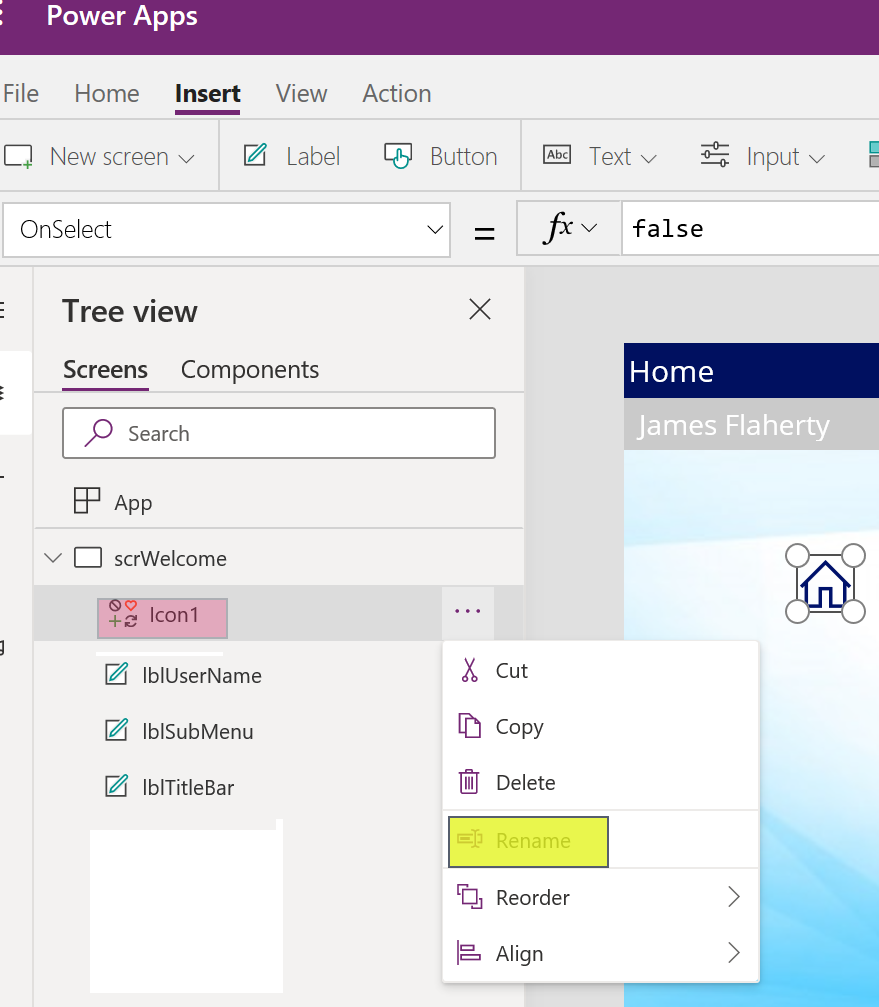 Power Apps
File Home Insert View Action
New screen Label Button Abc Text Input
OnSelect = fx false
Tree view
Screens Components
Search
App
scrWelcome
Icon1 ...
lblUserName
lblSubMenu
lblTitleBar
Cut
Copy
Delete
Rename
Reorder
Align
Home
James Flaherty